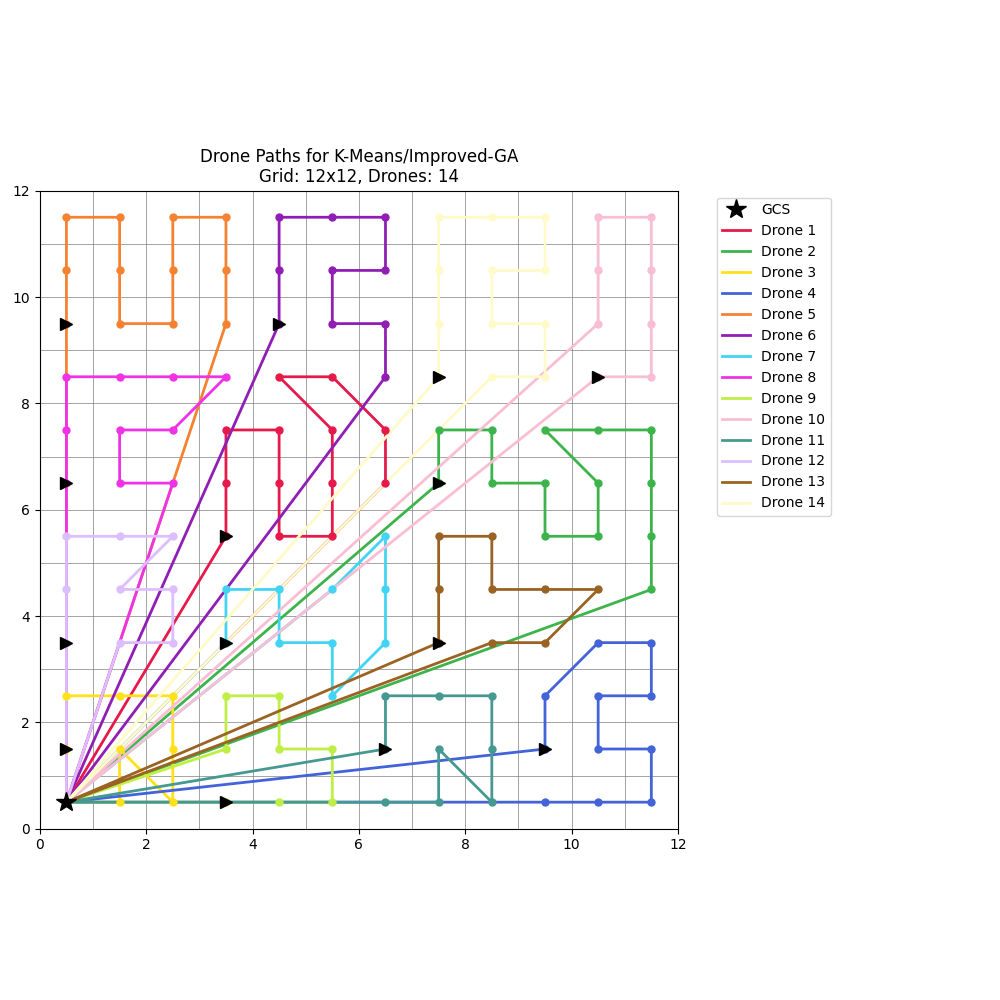 Drone Paths for K-Means/Improved-GA
Grid: 12x12, Drones: 14
12
10
8
6
4
2
0
0 2 4 6 8 10 12
GCS
Drone 1
Drone 2
Drone 3
Drone 4
Drone 5
Drone 6
Drone 7
Drone 8
Drone 9
Drone 10
Drone 11
Drone 12
Drone 13
Drone 14